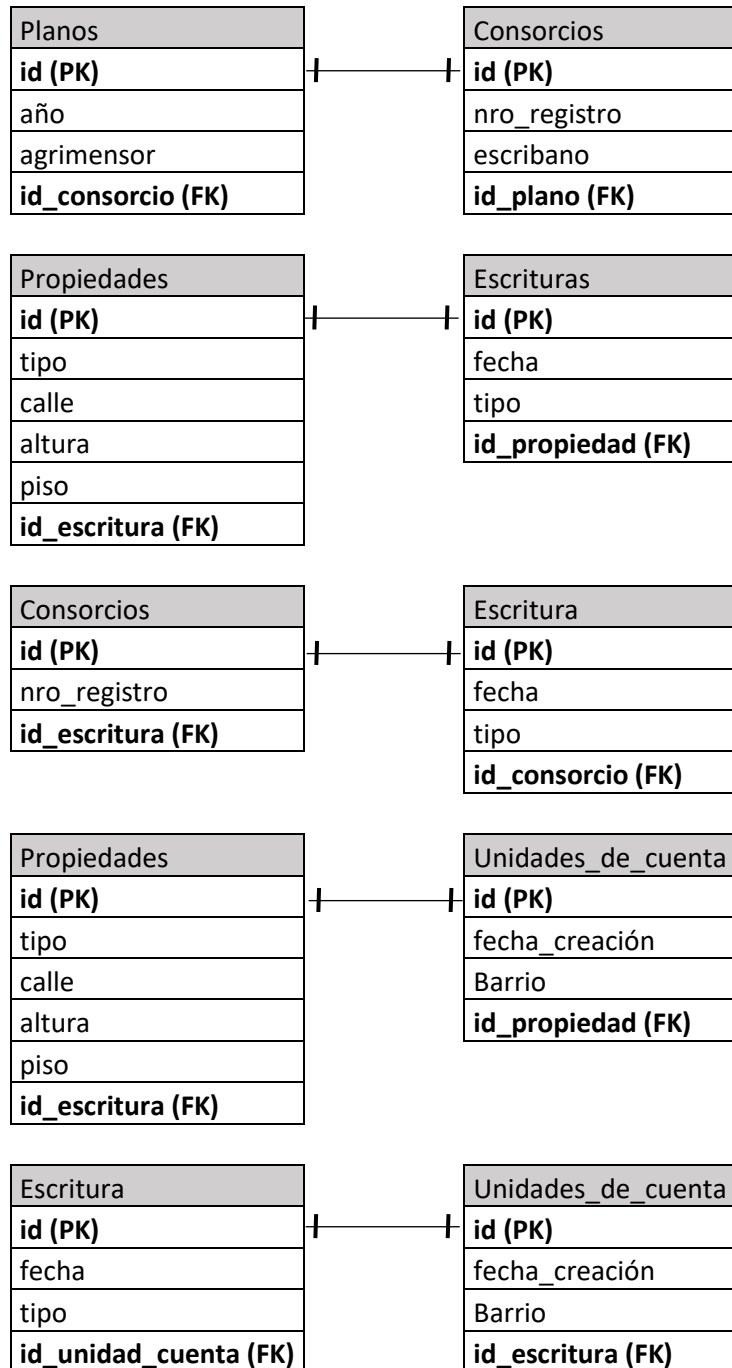 Planos
id (PK)
año
agrimensor
id_consorcio (FK)
Consorcios
id (PK)
nro_registro
escribano
id_plano (FK)
Propiedades
id (PK)
tipo
calle
altura
piso
id_escritura (FK)
Escrituras
id (PK)
fecha
tipo
id_propiedad (FK)
Consorcios
id (PK)
nro_registro
id_escritura (FK)
Escritura
id (PK)
fecha
tipo
id_consorcio (FK)
Propiedades
id (PK)
tipo
calle
altura
piso
id_escritura (FK)
Unidades_de_cuenta
id (PK)
fecha_creación
Barrio
id_propiedad (FK)
Escritura
id (PK)
fecha
tipo
id_unidad_cuenta (FK)
Unidades_de_cuenta
id (PK)
fecha_creación
Barrio
id_escritura (FK)